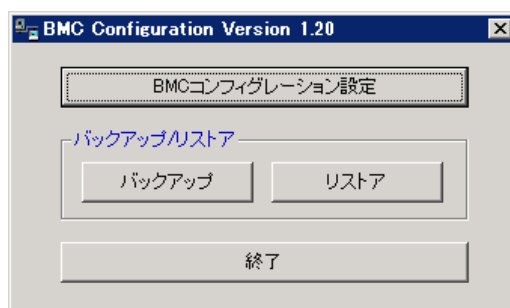 BMC Configuration Version 1.20
BMCコンフィグレーション設定
バックアップ/リストア
バックアップ
リストア
終了